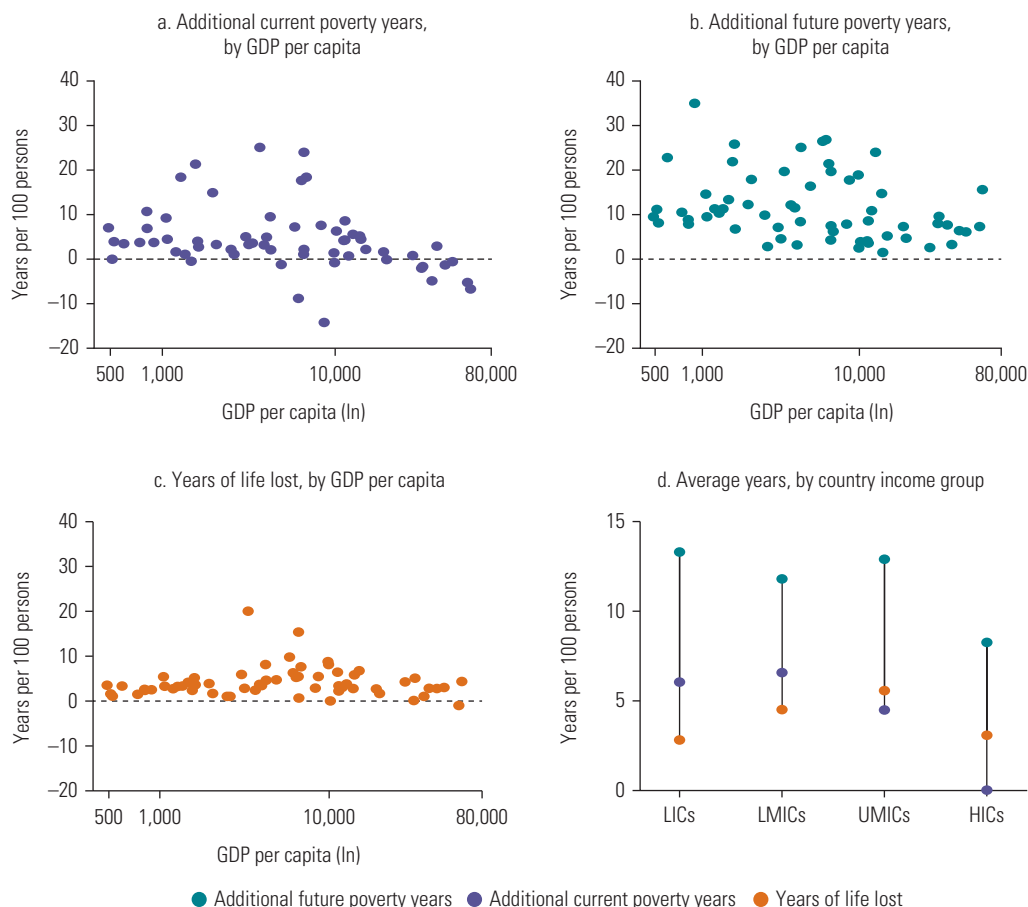 a. Additional current poverty years,
by GDP per capita
Years per 100 persons
40
30
20
10
0
–10
–20
500
1,000
10,000
80,000
GDP per capita (ln)
b. Additional future poverty years,
by GDP per capita
Years per 100 persons
40
30
20
10
0
–10
–20
500
1,000
10,000
80,000
GDP per capita (ln)
c. Years of life lost, by GDP per capita
Years per 100 persons
40
30
20
10
0
–10
–20
500
1,000
10,000
80,000
GDP per capita (ln)
d. Average years, by country income group
Years per 100 persons
15
10
5
0
LICs
LMICs
UMICs
HICs
Additional future poverty years
Additional current poverty years
Years of life lost